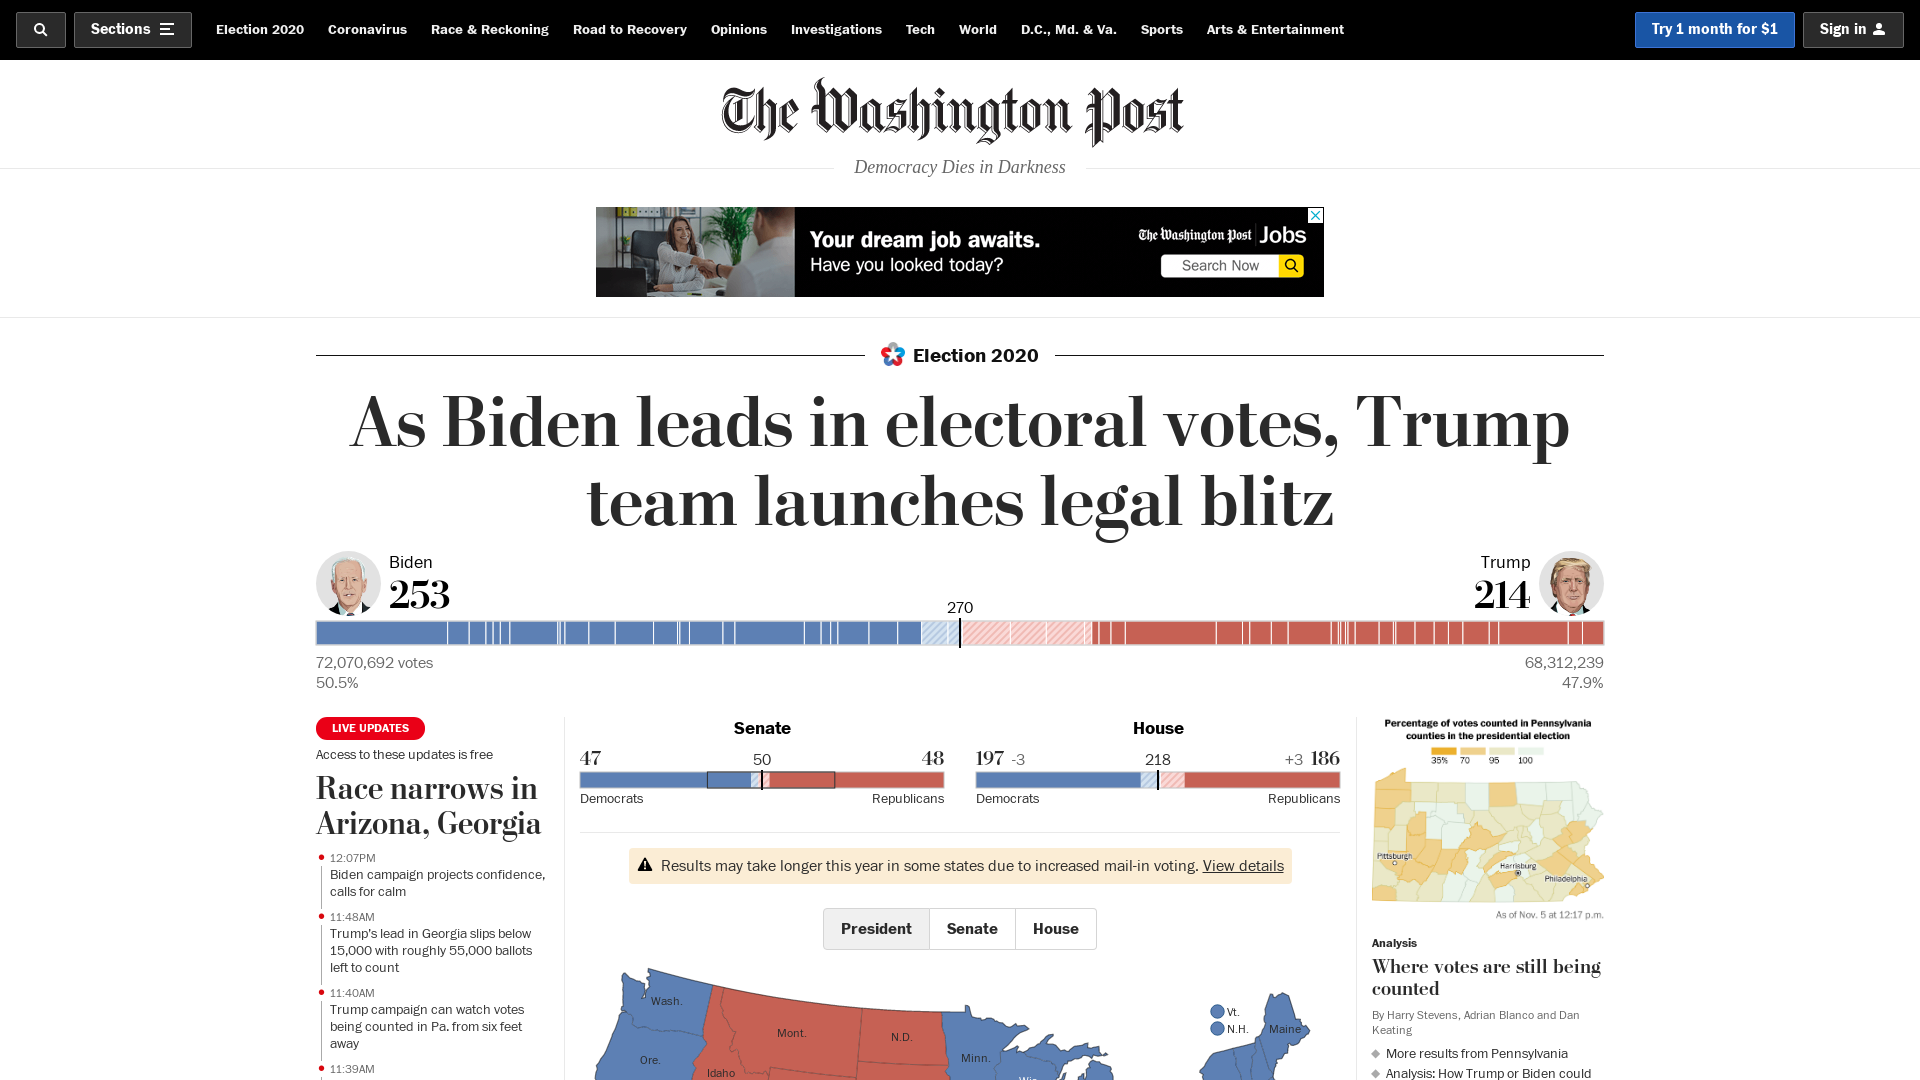 Sections
Election 2020
Coronavirus
Race & Reckoning
Road to Recovery
Opinions
Investigations
Tech
World
D.C., Md. & Va.
Sports
Arts & Entertainment
Try 1 month for $1
Sign in
The Washington Post
Democracy Dies in Darkness
Your dream job awaits.
Have you looked today?
The Washington Post Jobs
Search Now
Election 2020
As Biden leads in electoral votes, Trump
team launches legal blitz
Biden
253
Trump
214
270
72,070,692 votes
50.5%
68,312,239
47.9%
LIVE UPDATES
Access to these updates is free
Race narrows in
Arizona, Georgia
12:07PM
Biden campaign projects confidence,
calls for calm
11:48AM
Trump's lead in Georgia slips below
15,000 with roughly 55,000 ballots
left to count
11:40AM
Trump campaign can watch votes
being counted in Pa. from six feet
away
11:39AM
Senate
47
50
48
Democrats
Republicans
House
197 -3
218
+3 186
Democrats
Republicans
Results may take longer this year in some states due to increased mail-in voting. View details
President
Senate
House
Wash.
Mont.
N.D.
Minn.
Ore.
Idaho
Wis.
Vt.
N.H.
Maine
Percentage of votes counted in Pennsylvania
counties in the presidential election
35% 70 95 100
Pittsburgh
Harrisburg
Philadelphia
As of Nov. 5 at 12:17 p.m.
Analysis
Where votes are still being
counted
By Harry Stevens, Adrian Blanco and Dan
Keating
More results from Pennsylvania
Analysis: How Trump or Biden could